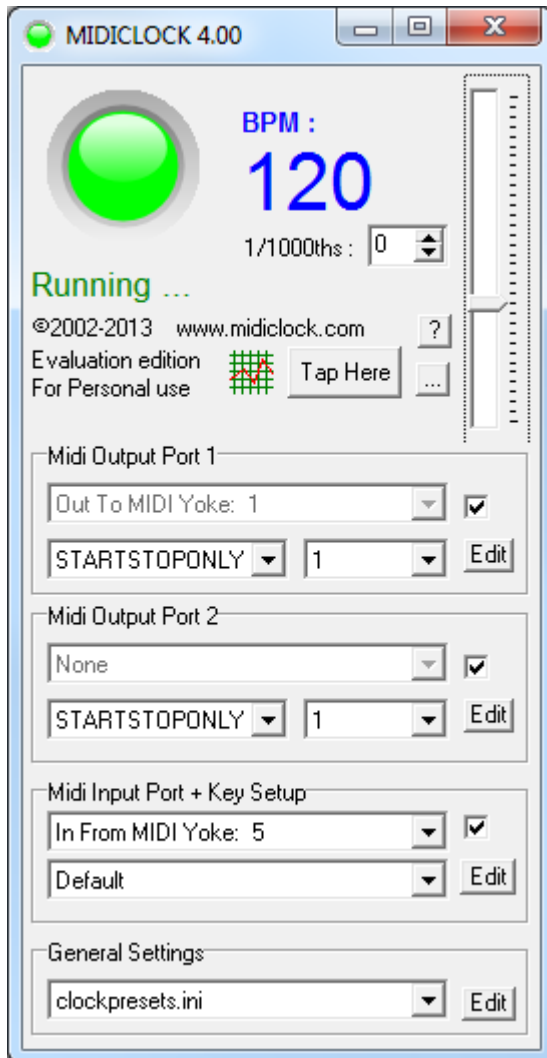 MIDICLOCK 4.00
BPM :
120
1/1000ths : 0
Running ...
©2002-2013 www.midiclock.com ?
Evaluation edition
For Personal use
Tap Here ...
Midi Output Port 1
Out To MIDI Yoke: 1
STARTSTOPONLY 1 Edit
Midi Output Port 2
None
STARTSTOPONLY 1 Edit
Midi Input Port + Key Setup
In From MIDI Yoke: 5
Default Edit
General Settings
clockpresets.ini Edit